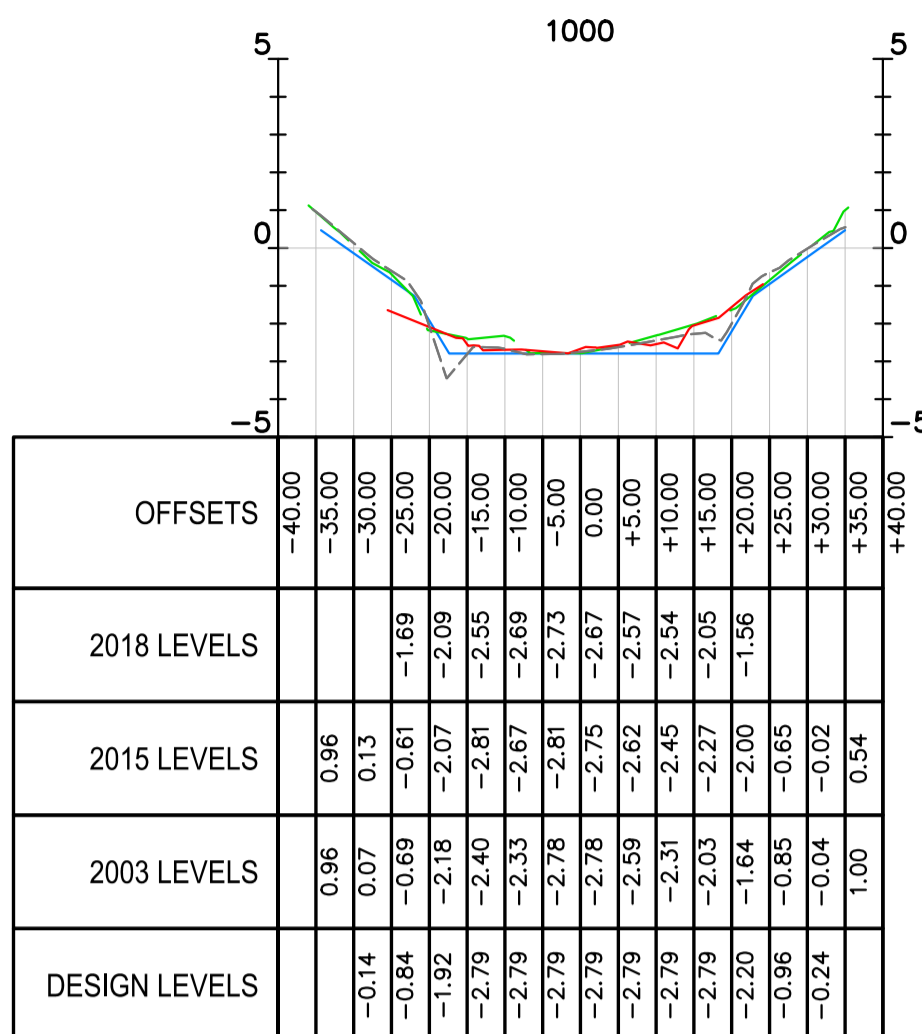 1000
5 5
0 0
−5 −5
OFFSETS −40.00 −35.00 −30.00 −25.00 −20.00 −15.00 −10.00 −5.00 0.00 +5.00 +10.00 +15.00 +20.00 +25.00 +30.00 +35.00 +40.00
2018 LEVELS −1.69 −2.09 −2.55 −2.69 −2.73 −2.67 −2.57 −2.54 −2.05 −1.56
2015 LEVELS 0.96 0.13 −0.61 −2.07 −2.81 −2.67 −2.81 −2.75 −2.62 −2.45 −2.27 −2.00 −0.65 −0.02 0.54
2003 LEVELS 0.96 0.07 −0.69 −2.18 −2.40 −2.33 −2.78 −2.78 −2.59 −2.31 −2.03 −1.64 −0.85 −0.04 1.00
DESIGN LEVELS −0.14 −0.84 −1.92 −2.79 −2.79 −2.79 −2.79 −2.79 −2.79 −2.79 −2.20 −0.96 −0.24